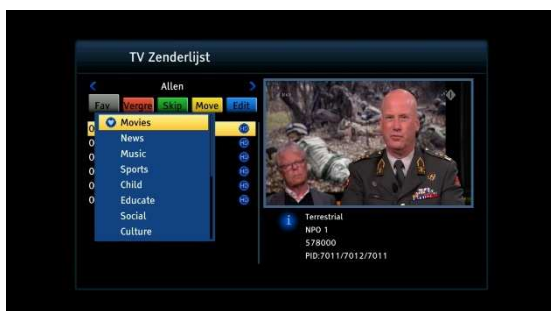 TV Zenderlijst
Allen
Fav Vergre Skip Move Edit
Movies
News
Music
Sports
Child
Educate
Social
Culture
Terrestrial
NPO 1
578000
PID:7011/7012/7011